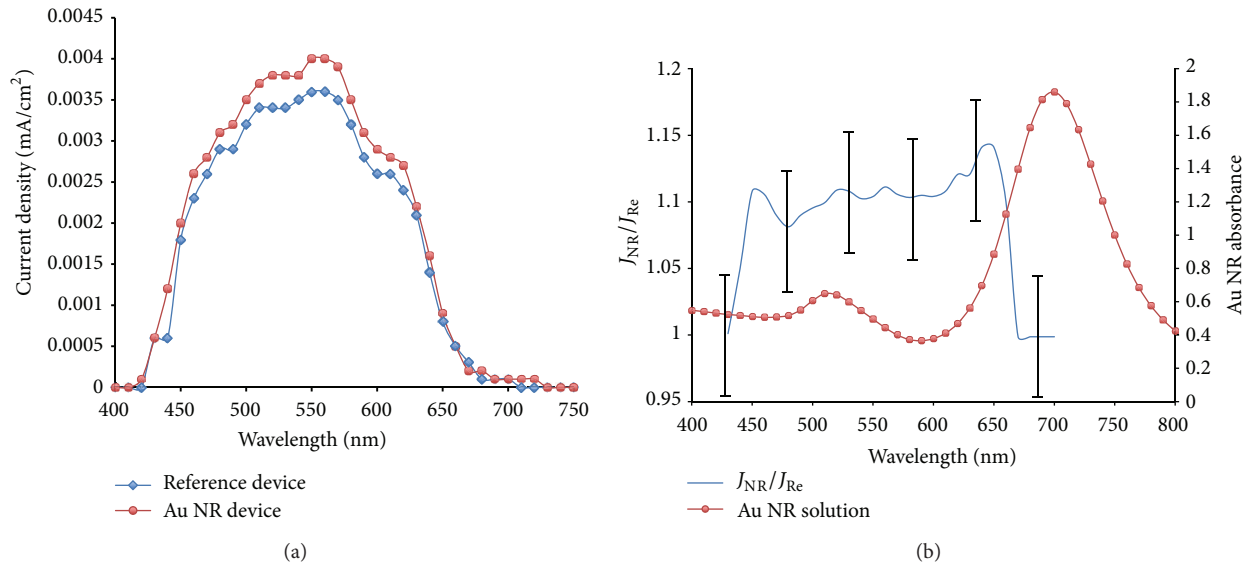 0.0045
0.004
0.0035
0.003
0.0025
0.002
0.0015
0.001
0.0005
0
Current density (mA/cm²)
400 450 500 550 600 650 700 750
Wavelength (nm)
Reference device
Au NR device
(a)
1.2
1.15
1.1
1.05
1
0.95
J_NR/J_Re
2
1.8
1.6
1.4
1.2
1
0.8
0.6
0.4
0.2
0
Au NR absorbance
400 450 500 550 600 650 700 750 800
Wavelength (nm)
J_NR/J_Re
Au NR solution
(b)